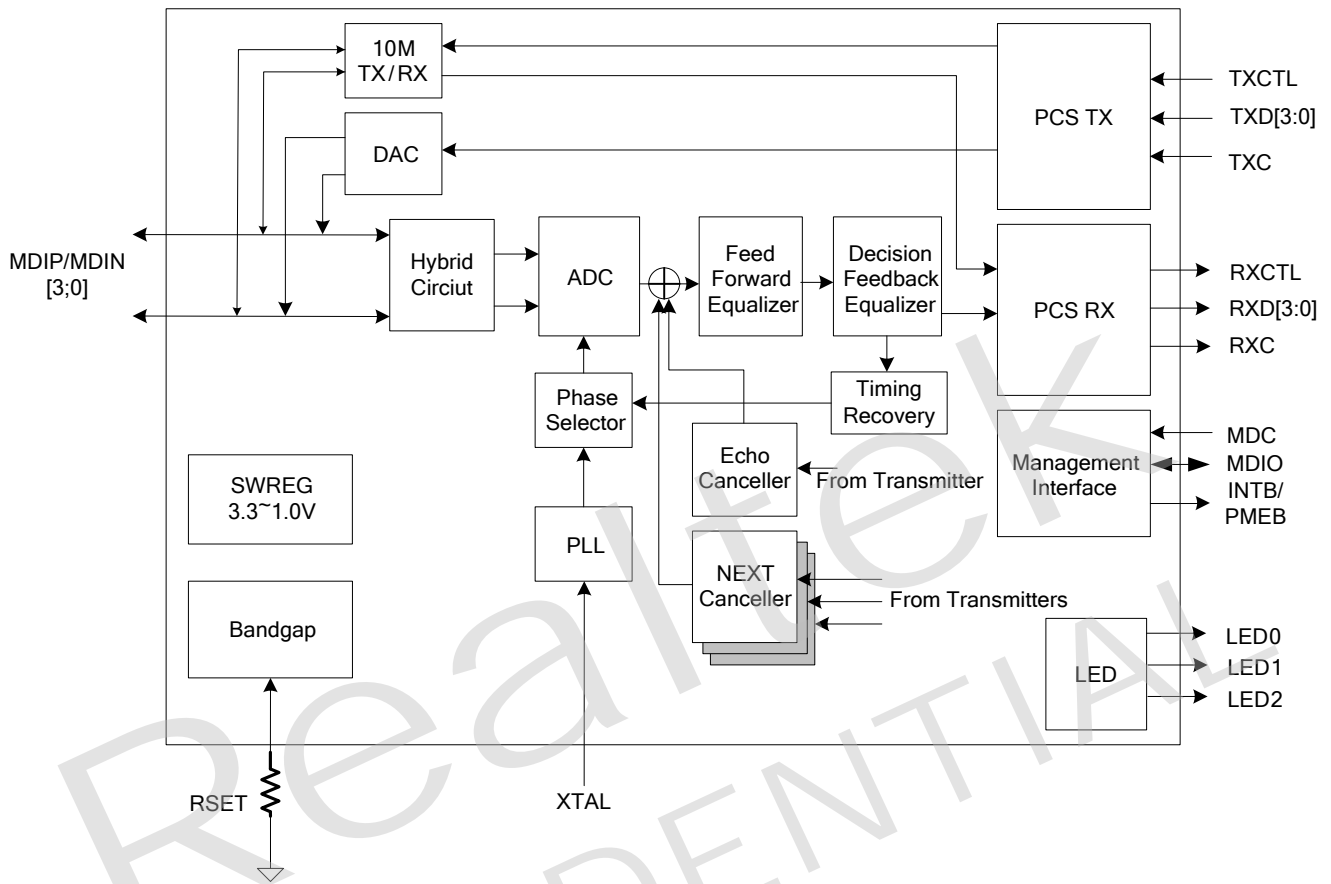 10M
TX/RX
DAC
PCS TX
TXCTL
TXD[3:0]
TXC
MDIP/MDIN
[3;0]
Hybrid
Circiut
ADC
Feed
Forward
Equalizer
Decision
Feedback
Equalizer
PCS RX
RXCTL
RXD[3:0]
RXC
Phase
Selector
Timing
Recovery
Echo
Canceller
From Transmitter
Management
Interface
MDC
MDIO
INTB/
PMEB
SWREG
3.3~1.0V
PLL
NEXT
Canceller
From Transmitters
Bandgap
LED
LED0
LED1
LED2
RSET
XTAL
Realtek
DENTIAL